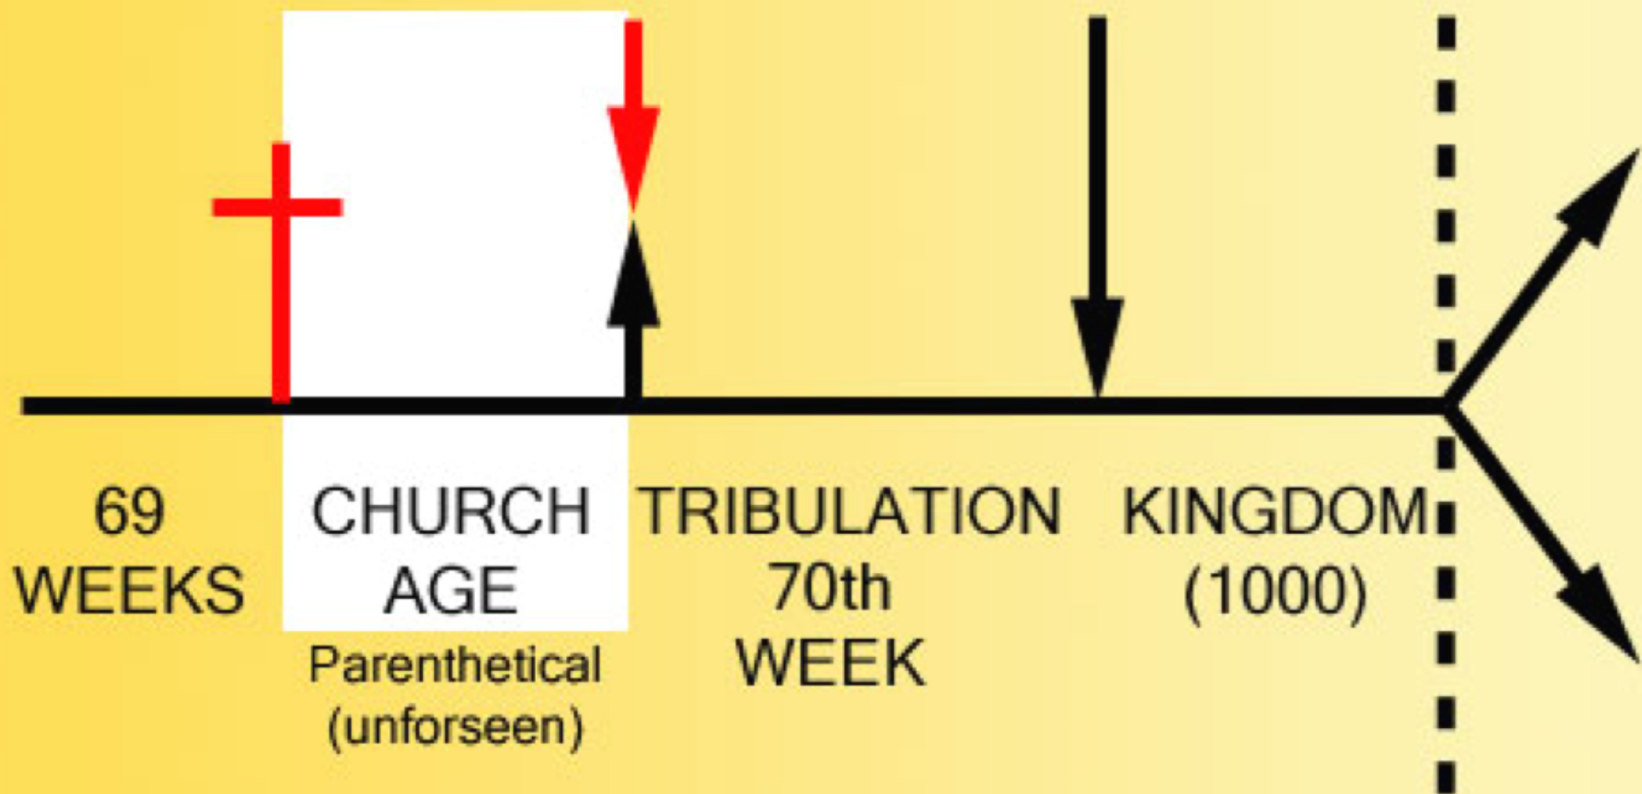 69
WEEKS
CHURCH
AGE
Parenthetical
(unforseen)
TRIBULATION
70th
WEEK
KINGDOM
(1000)